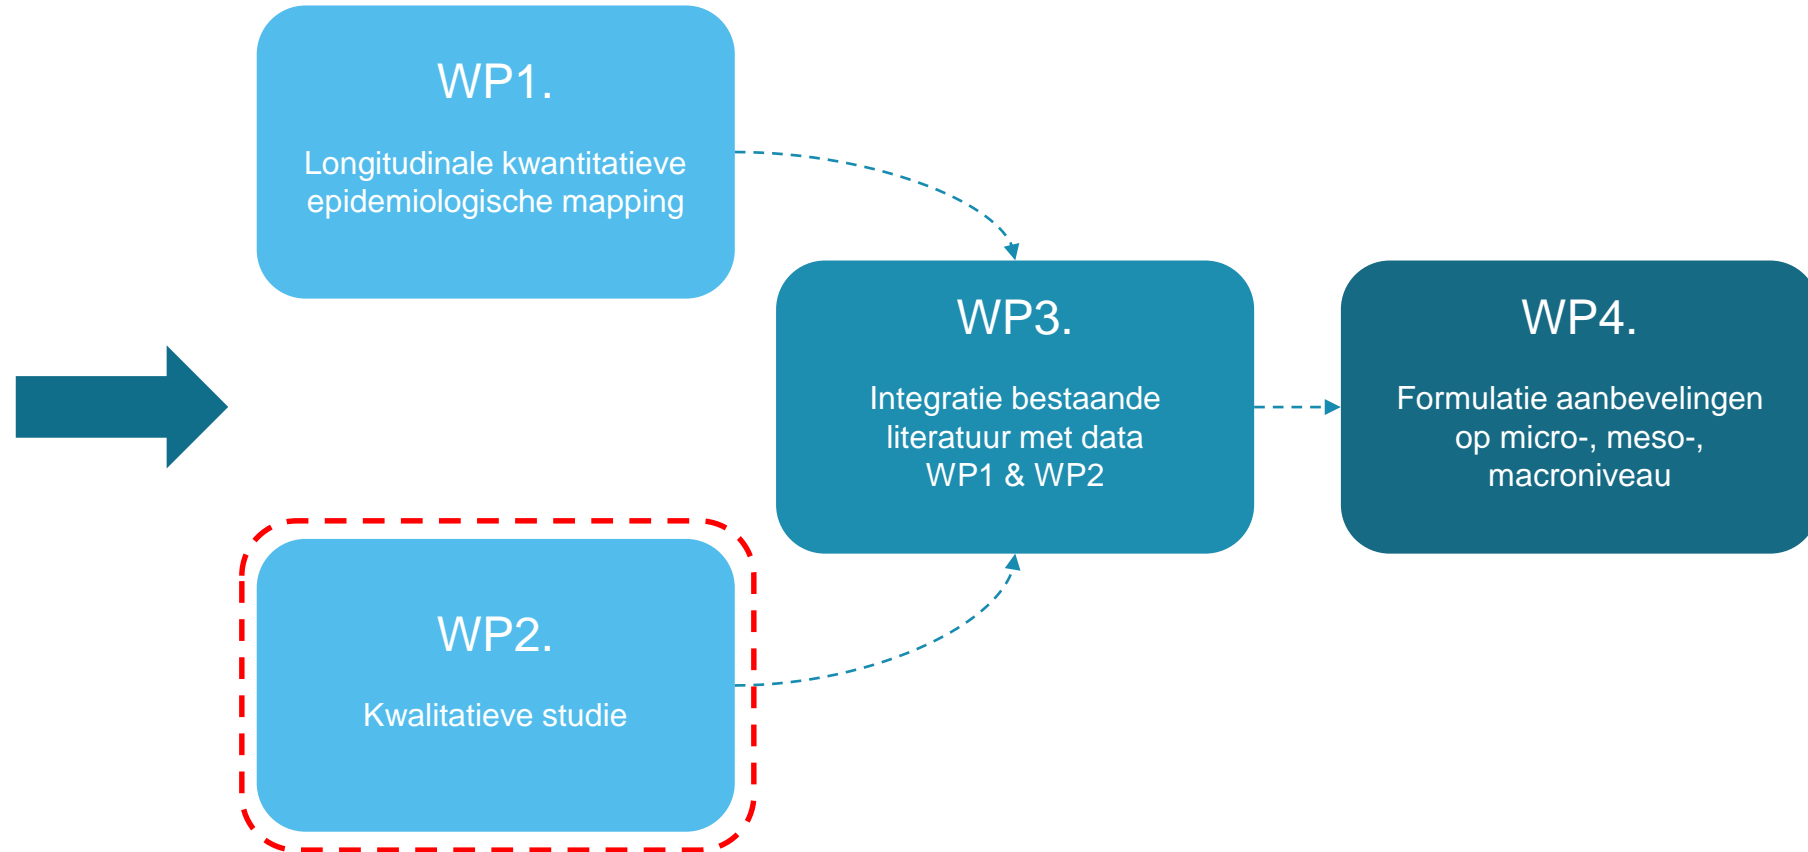 WP1.
Longitudinale kwantitatieve
epidemiologische mapping
WP2.
Kwalitatieve studie
WP3.
Integratie bestaande
literatuur met data
WP1 & WP2
WP4.
Formulatie aanbevelingen
op micro-, meso-,
macroniveau